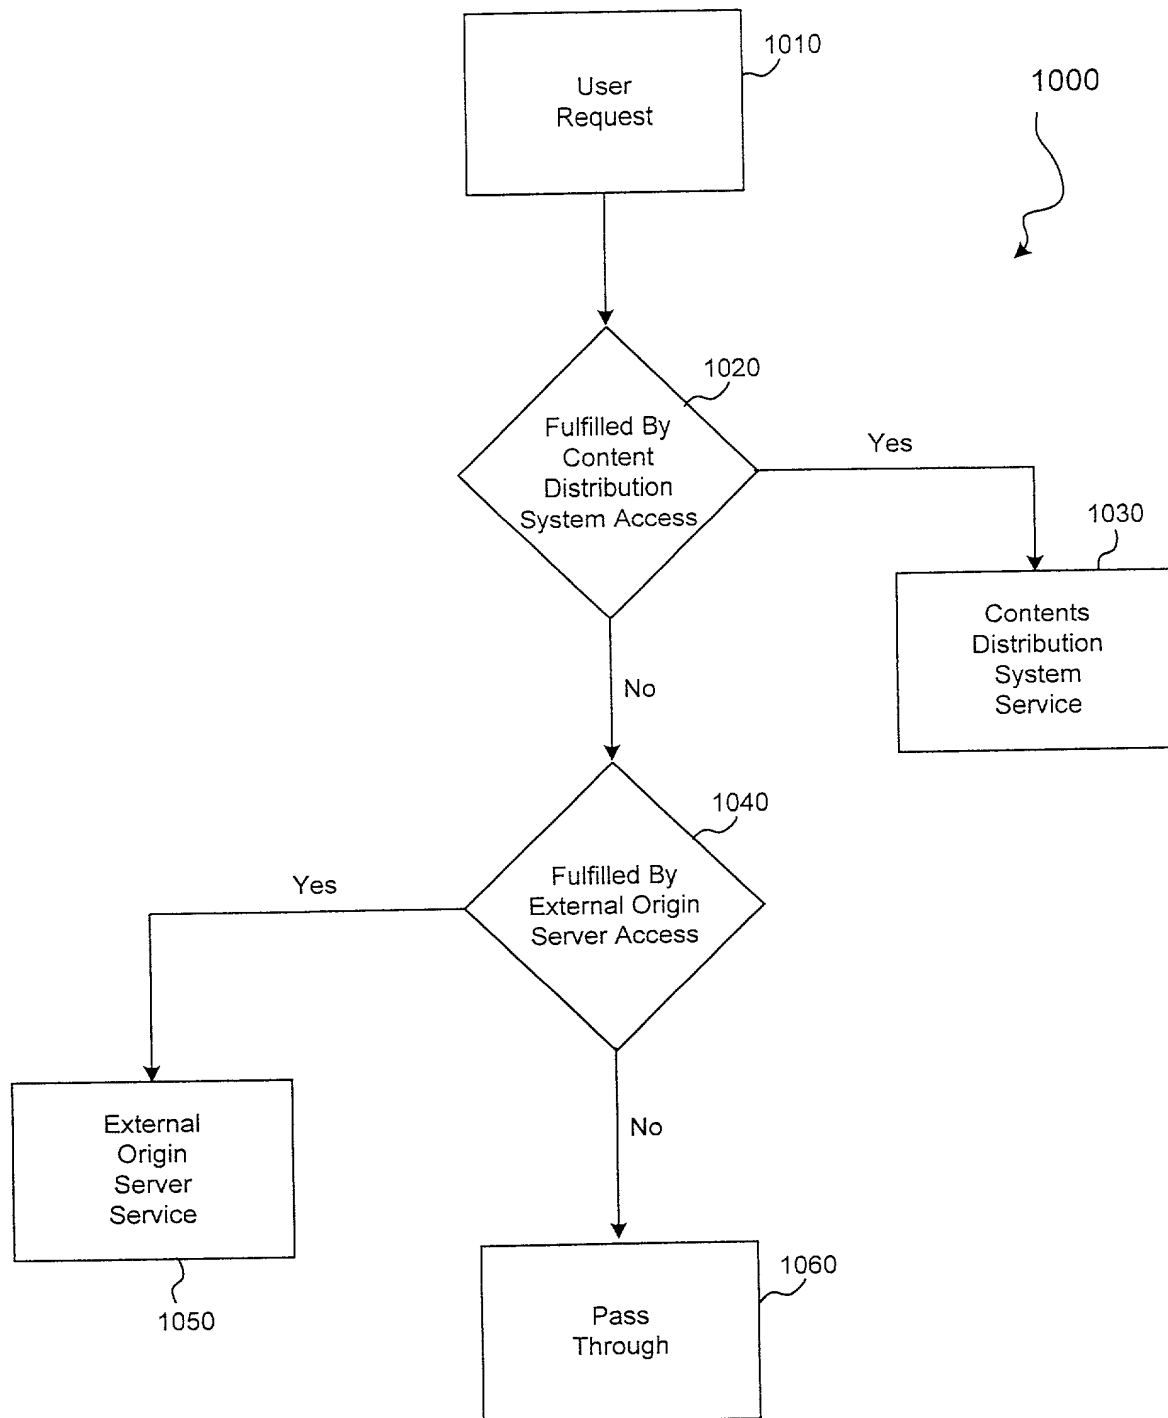 User
Request
1010
1000
1020
Fulfilled By
Content
Distribution
System Access
Yes
1030
Contents
Distribution
System
Service
No
1040
Fulfilled By
External Origin
Server Access
Yes
External
Origin
Server
Service
1050
No
1060
Pass
Through